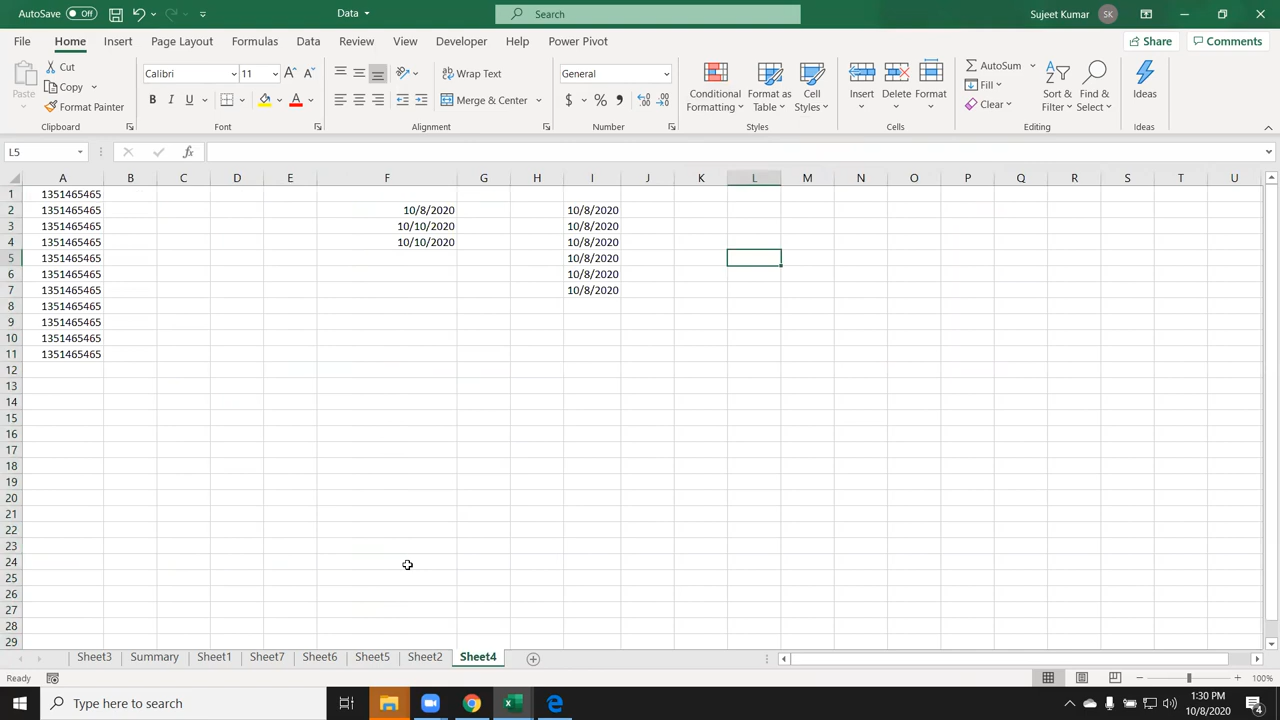 AutoSave Off Data Search Sujeet Kumar SK
File Home Insert Page Layout Formulas Data Review View Developer Help Power Pivot Share Comments
Paste Cut Copy Format Painter Clipboard
Calibri 11 B I U A Font
Wrap Text Merge & Center Alignment
General $ % Number
Conditional Formatting Format as Table Cell Styles Styles
Insert Delete Format Cells
AutoSum Fill Clear Sort & Filter Find & Select Editing
Ideas Ideas
L5 fx
A B C D E F G H I J K L M N O P Q R S T U
1 1351465465
2 1351465465 10/8/2020 10/8/2020
3 1351465465 10/10/2020 10/8/2020
4 1351465465 10/10/2020 10/8/2020
5 1351465465 10/8/2020
6 1351465465 10/8/2020
7 1351465465 10/8/2020
8 1351465465
9 1351465465
10 1351465465
11 1351465465
12
13
14
15
16
17
18
19
20
21
22
23
24
25
26
27
28
29
Sheet3 Summary Sheet1 Sheet7 Sheet6 Sheet5 Sheet2 Sheet4
Ready 100%
Type here to search 1:30 PM
10/8/2020 4